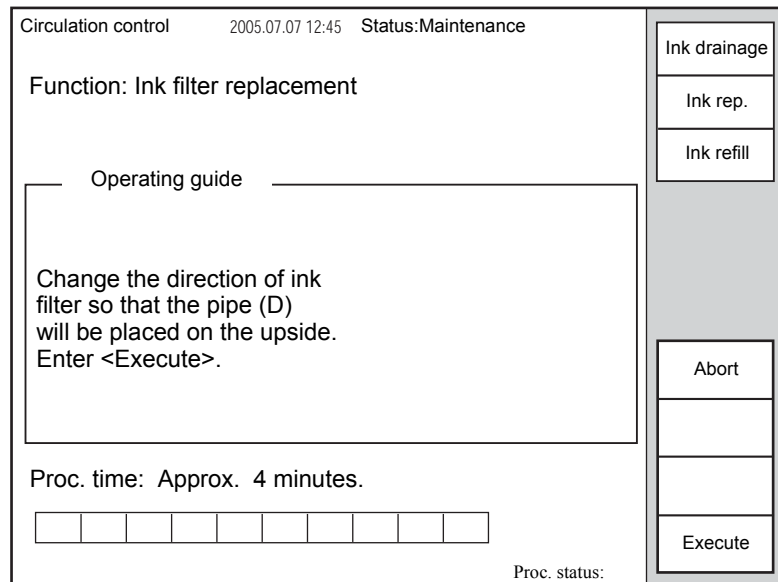 Circulation control 2005.07.07 12:45 Status:Maintenance
Function: Ink filter replacement
Operating guide
Change the direction of ink
filter so that the pipe (D)
will be placed on the upside.
Enter <Execute>.
Proc. time: Approx. 4 minutes.
Proc. status:
Ink drainage
Ink rep.
Ink refill
Abort
Execute